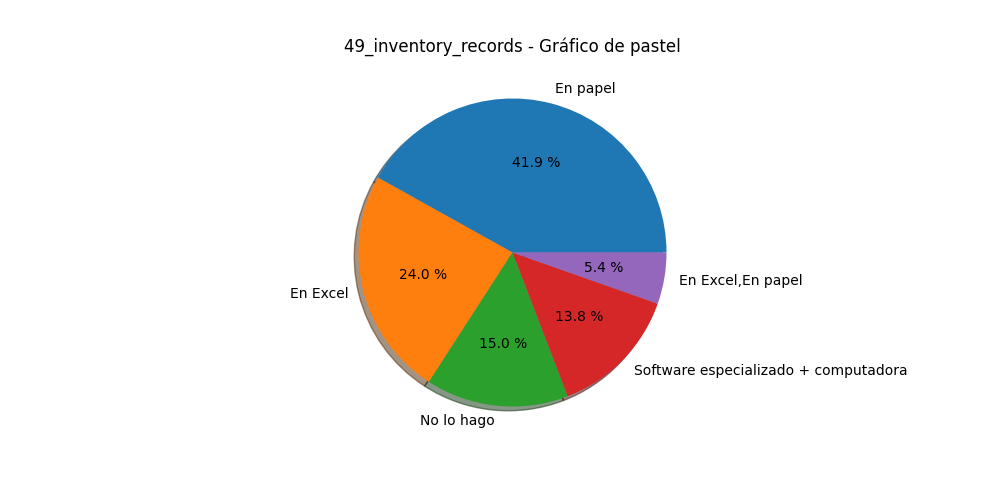 49_inventory_records - Gráfico de pastel
En papel
41.9 %
En Excel
24.0 %
No lo hago
15.0 %
Software especializado + computadora
13.8 %
En Excel,En papel
5.4 %